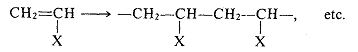 CH₂=CH ⟶ —CH₂—CH—CH₂—CH—, etc.
X X X